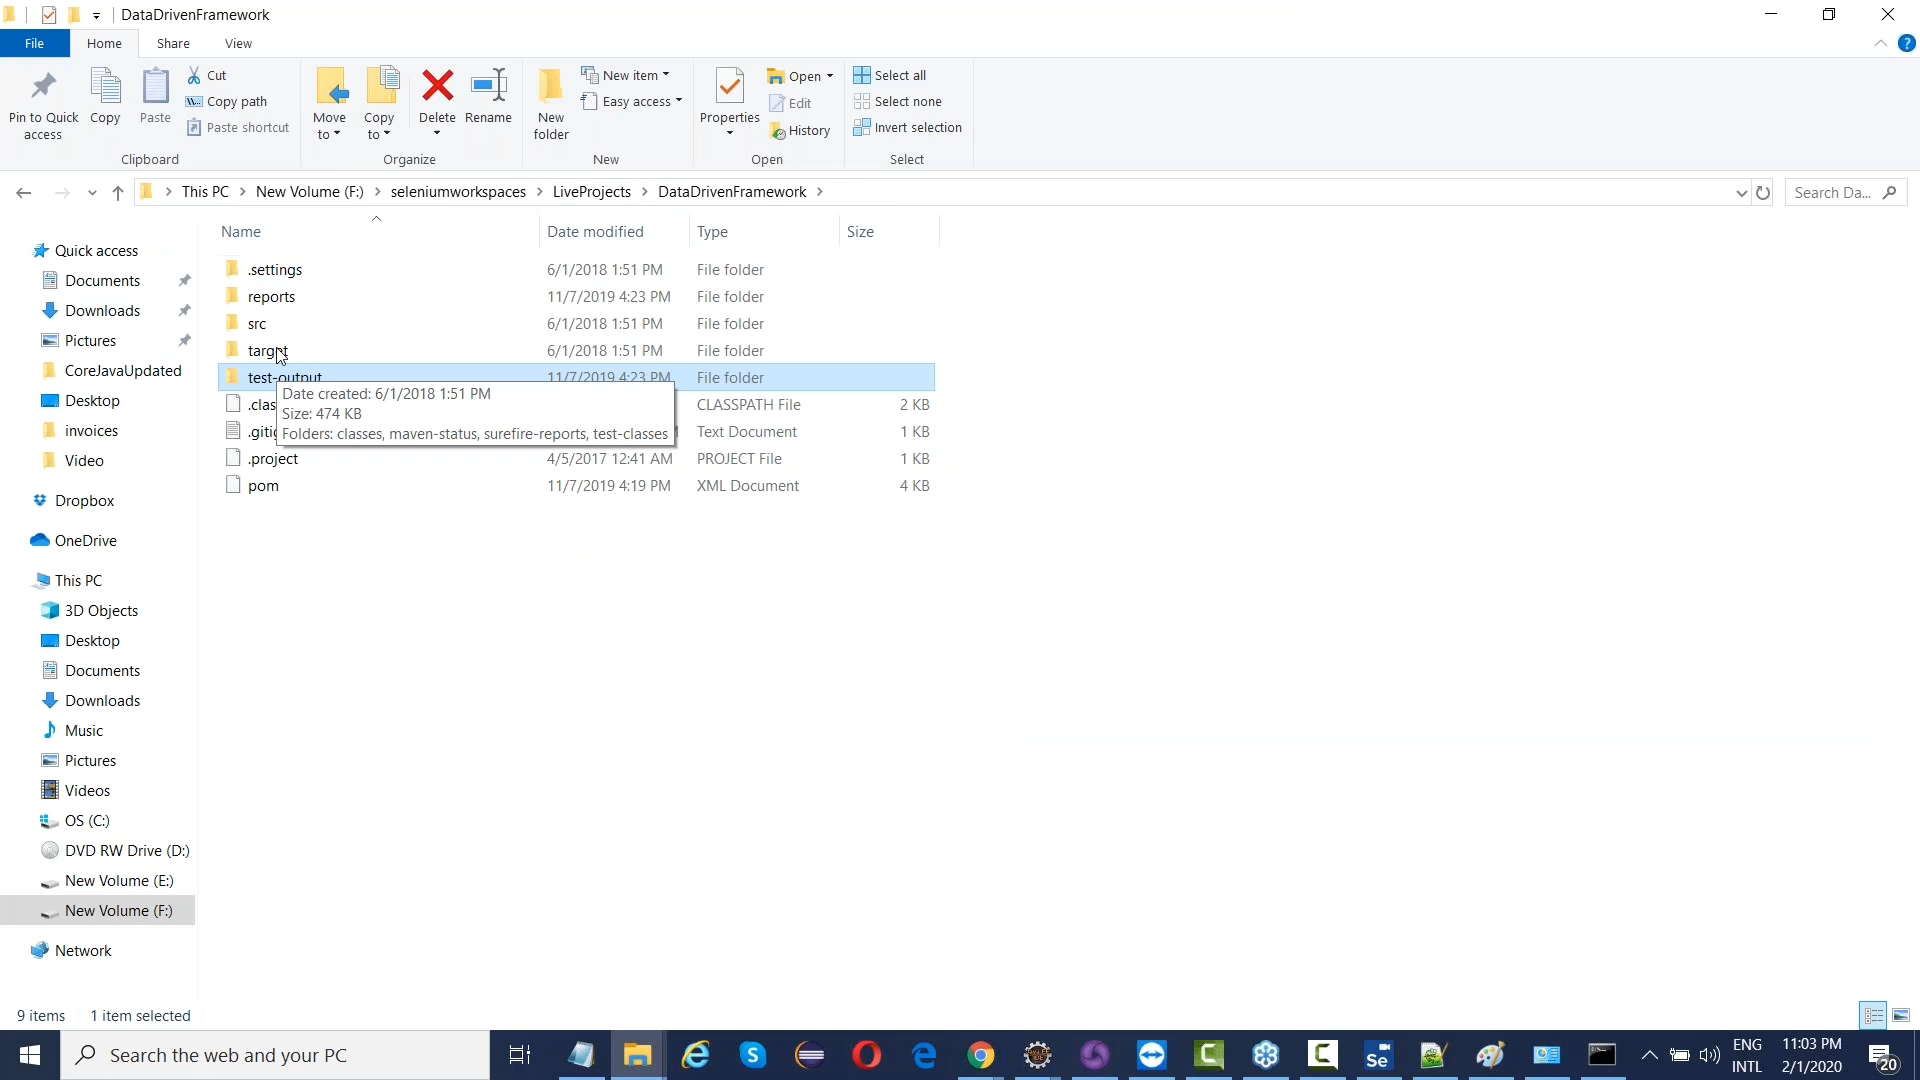 DataDrivenFramework
File
Home
Share
View
Pin to Quick
access
Copy
Paste
Cut
Copy path
Paste shortcut
Clipboard
Move
to
Copy
to
Delete
Rename
Organize
New
folder
New item
Easy access
New
Properties
Open
Edit
History
Open
Select all
Select none
Invert selection
Select
This PC New Volume (F:) seleniumworkspaces LiveProjects DataDrivenFramework
Search Da...
Name Date modified Type Size
.settings 6/1/2018 1:51 PM File folder
reports 11/7/2019 4:23 PM File folder
src 6/1/2018 1:51 PM File folder
target 6/1/2018 1:51 PM File folder
test-output 11/7/2019 4:23 PM File folder
.clas CLASSPATH File 2 KB
.giti Text Document 1 KB
.project 4/5/2017 12:41 AM PROJECT File 1 KB
pom 11/7/2019 4:19 PM XML Document 4 KB
Date created: 6/1/2018 1:51 PM
Size: 474 KB
Folders: classes, maven-status, surefire-reports, test-classes
Quick access
Documents
Downloads
Pictures
CoreJavaUpdated
Desktop
invoices
Video
Dropbox
OneDrive
This PC
3D Objects
Desktop
Documents
Downloads
Music
Pictures
Videos
OS (C:)
DVD RW Drive (D:)
New Volume (E:)
New Volume (F:)
Network
9 items 1 item selected
Search the web and your PC
Se
ENG
INTL
11:03 PM
2/1/2020
20